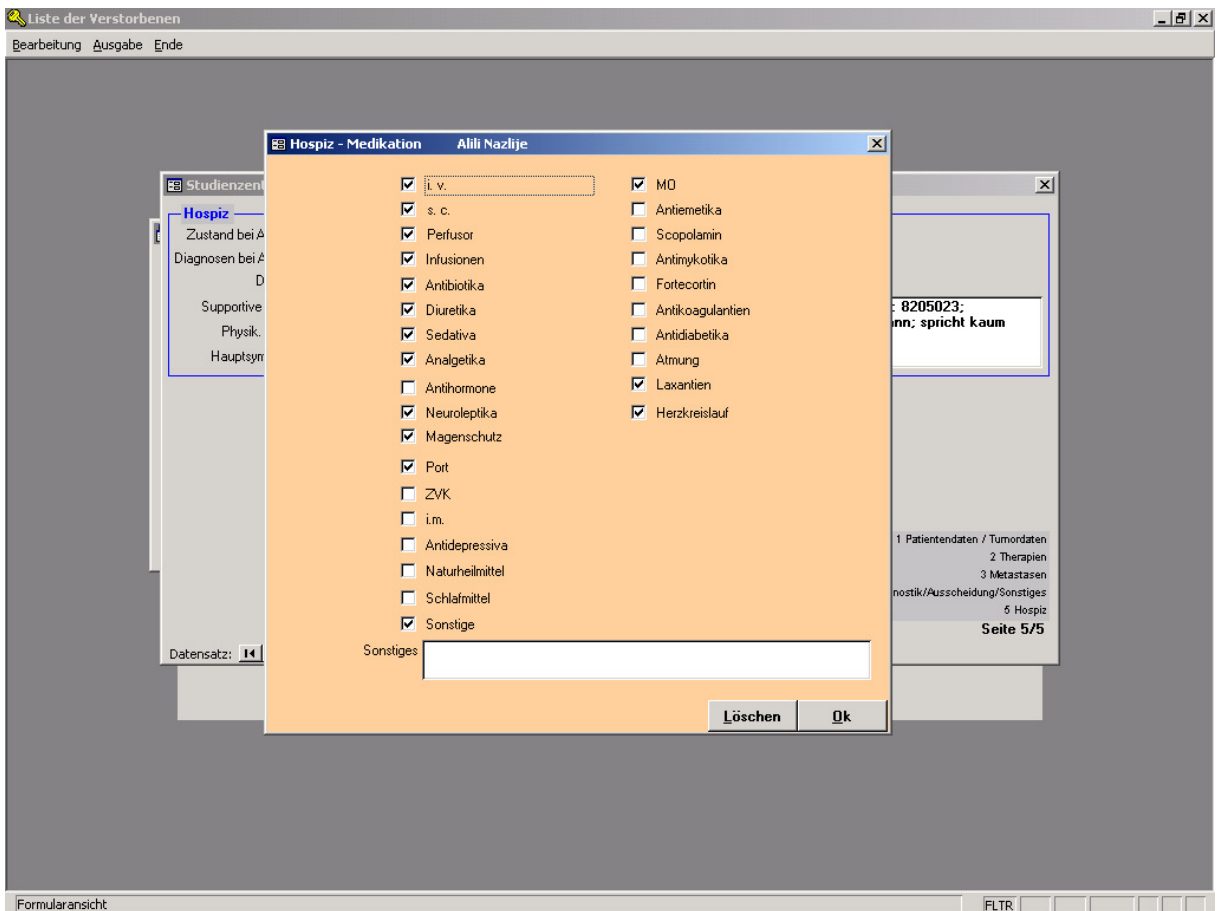 Liste der Verstorbenen
Bearbeitung Ausgabe Ende
Hospiz - Medikation Alili Nazlije
Studienzent
Hospiz
Zustand bei A
Diagnosen bei A
D
Supportive
Physik.
Hauptsym
i. v.
s. c.
Perfusor
Infusionen
Antibiotika
Diuretika
Sedativa
Analgetika
Antihormone
Neuroleptika
Magenschutz
Port
ZVK
i.m.
Antidepressiva
Naturheilmittel
Schlafmittel
Sonstige
MO
Antiemetika
Scopolamin
Antimykotika
Fortecortin
Antikoagulantien
Antidiabetika
Atmung
Laxantien
Herzkreislauf
Sonstiges
Löschen Ok
: 8205023;
nn; spricht kaum
1 Patientendaten / Tumordaten
2 Therapien
3 Metastasen
nostik/Ausscheidung/Sonstiges
5 Hospiz
Seite 5/5
Datensatz:
Formularansicht FLTR